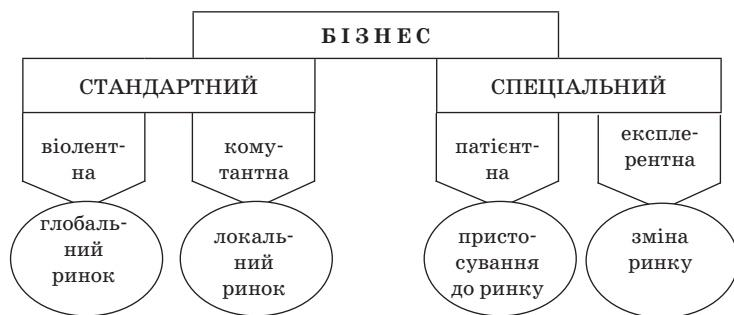 БІЗНЕС
СТАНДАРТНИЙ
СПЕЦІАЛЬНИЙ
віолент-
на
кому-
тантна
патієнт-
на
експле-
рентна
глобаль-
ний
ринок
локаль-
ний
ринок
присто-
сування
до ринку
зміна
ринку